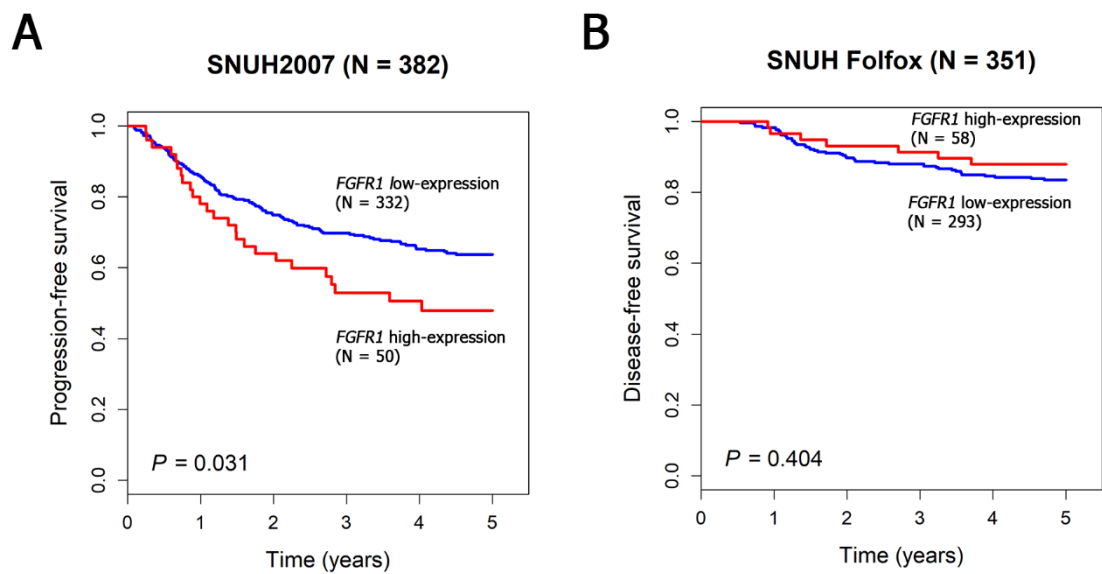 A
SNUH2007 (N = 382)
Progression-free survival
1.0
0.8
0.6
0.4
0.2
0.0
FGFR1 low-expression
(N = 332)
FGFR1 high-expression
(N = 50)
P = 0.031
0 1 2 3 4 5
Time (years)
B
SNUH Folfox (N = 351)
Disease-free survival
1.0
0.8
0.6
0.4
0.2
0.0
FGFR1 high-expression
(N = 58)
FGFR1 low-expression
(N = 293)
P = 0.404
0 1 2 3 4 5
Time (years)